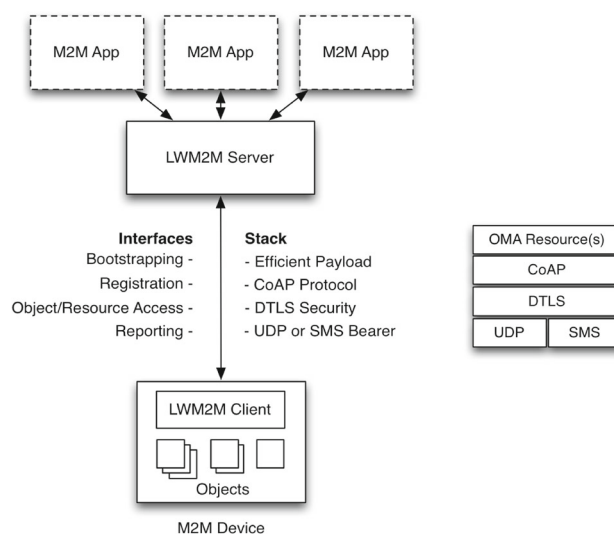 M2M App
M2M App
M2M App
LWM2M Server
Interfaces
Bootstrapping -
Registration -
Object/Resource Access -
Reporting -
Stack
- Efficient Payload
- CoAP Protocol
- DTLS Security
- UDP or SMS Bearer
OMA Resource(s)
CoAP
DTLS
UDP
SMS
LWM2M Client
Objects
M2M Device